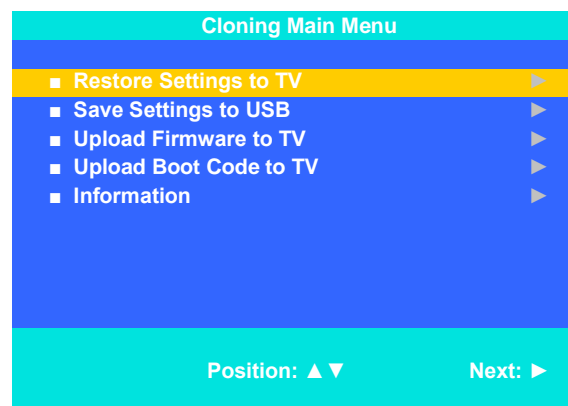 Cloning Main Menu
■ Restore Settings to TV ►
■ Save Settings to USB ►
■ Upload Firmware to TV ►
■ Upload Boot Code to TV ►
■ Information ►
Position: ▲▼ Next: ►